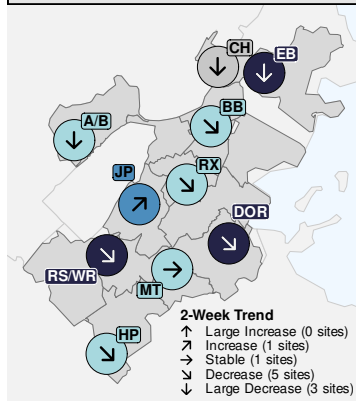 CH
EB
BB
A/B
RX
JP
DOR
RS/WR
MT
HP
2-Week Trend
↑ Large Increase (0 sites)
↗ Increase (1 sites)
→ Stable (1 sites)
↘ Decrease (5 sites)
↓ Large Decrease (3 sites)